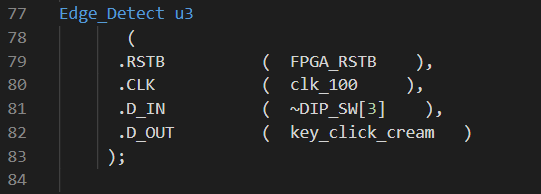 77 Edge_Detect u3
78 (
79 .RSTB ( FPGA_RSTB ),
80 .CLK ( clk_100 ),
81 .D_IN ( ~DIP_SW[3] ),
82 .D_OUT ( key_click_cream )
83 );
84